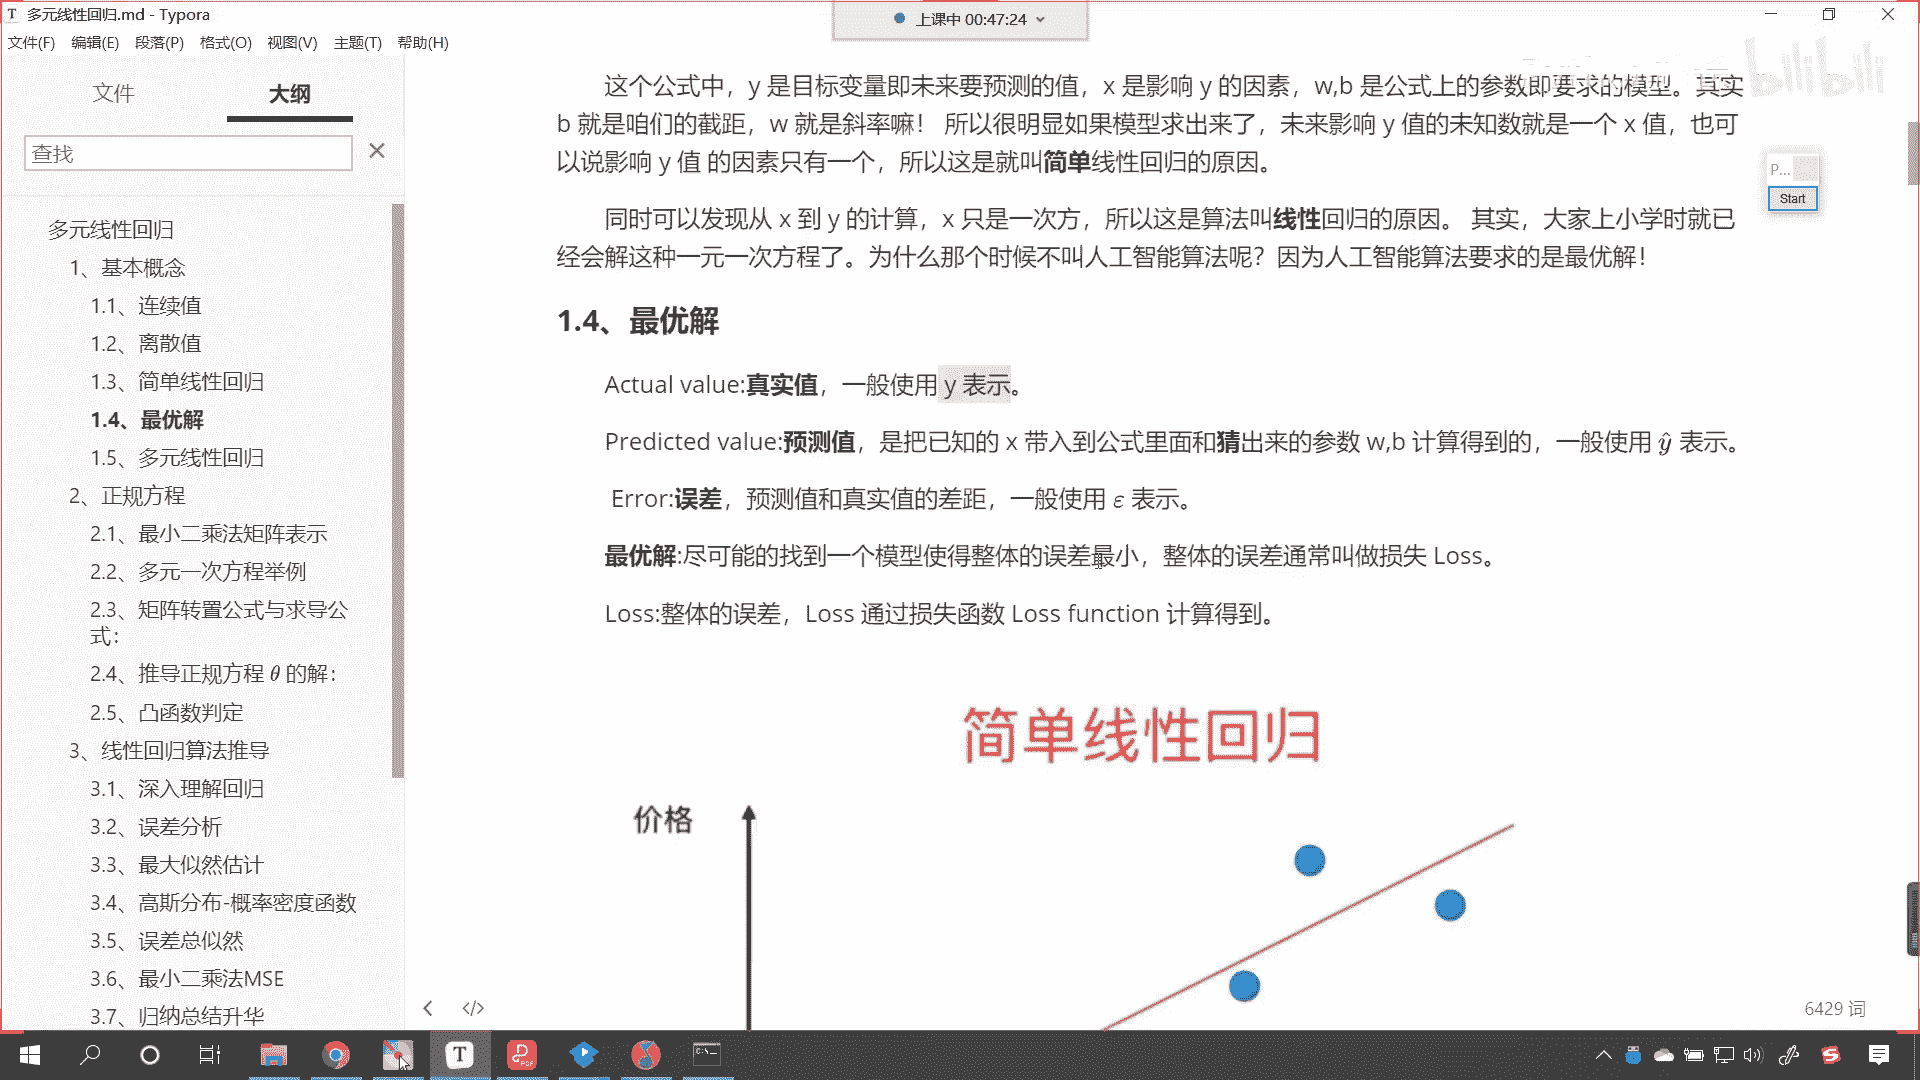 多元线性回归.md - Typora
上课中 00:47:24
文件(F) 编辑(E) 段落(P) 格式(O) 视图(V) 主题(T) 帮助(H)
文件 大纲
查找
多元线性回归
1、基本概念
1.1、连续值
1.2、离散值
1.3、简单线性回归
1.4、最优解
1.5、多元线性回归
2、正规方程
2.1、最小二乘法矩阵表示
2.2、多元一次方程举例
2.3、矩阵转置公式与求导公
式：
2.4、推导正规方程 θ 的解：
2.5、凸函数判定
3、线性回归算法推导
3.1、深入理解回归
3.2、误差分析
3.3、最大似然估计
3.4、高斯分布-概率密度函数
3.5、误差总似然
3.6、最小二乘法MSE
3.7、归纳总结升华
这个公式中，y 是目标变量即未来要预测的值，x 是影响 y 的因素，w,b 是公式上的参数即要求的模型。其实
b 就是咱们的截距，w 就是斜率嘛！ 所以很明显如果模型求出来了，未来影响 y 值的未知数就是一个 x 值，也可
以说影响 y 值 的因素只有一个，所以这是就叫简单线性回归的原因。
同时可以发现从 x 到 y 的计算，x 只是一次方，所以这是算法叫线性回归的原因。 其实，大家上小学时就已
经会解这种一元一次方程了。为什么那个时候不叫人工智能算法呢？因为人工智能算法要求的是最优解！
1.4、最优解
Actual value:真实值，一般使用 y 表示。
Predicted value:预测值，是把已知的 x 带入到公式里面和猜出来的参数 w,b 计算得到的，一般使用 ŷ 表示。
Error:误差，预测值和真实值的差距，一般使用 ε 表示。
最优解:尽可能的找到一个模型使得整体的误差最小，整体的误差通常叫做损失 Loss。
Loss:整体的误差，Loss 通过损失函数 Loss function 计算得到。
简单线性回归
价格
bilibili
P...
Start
6429 词